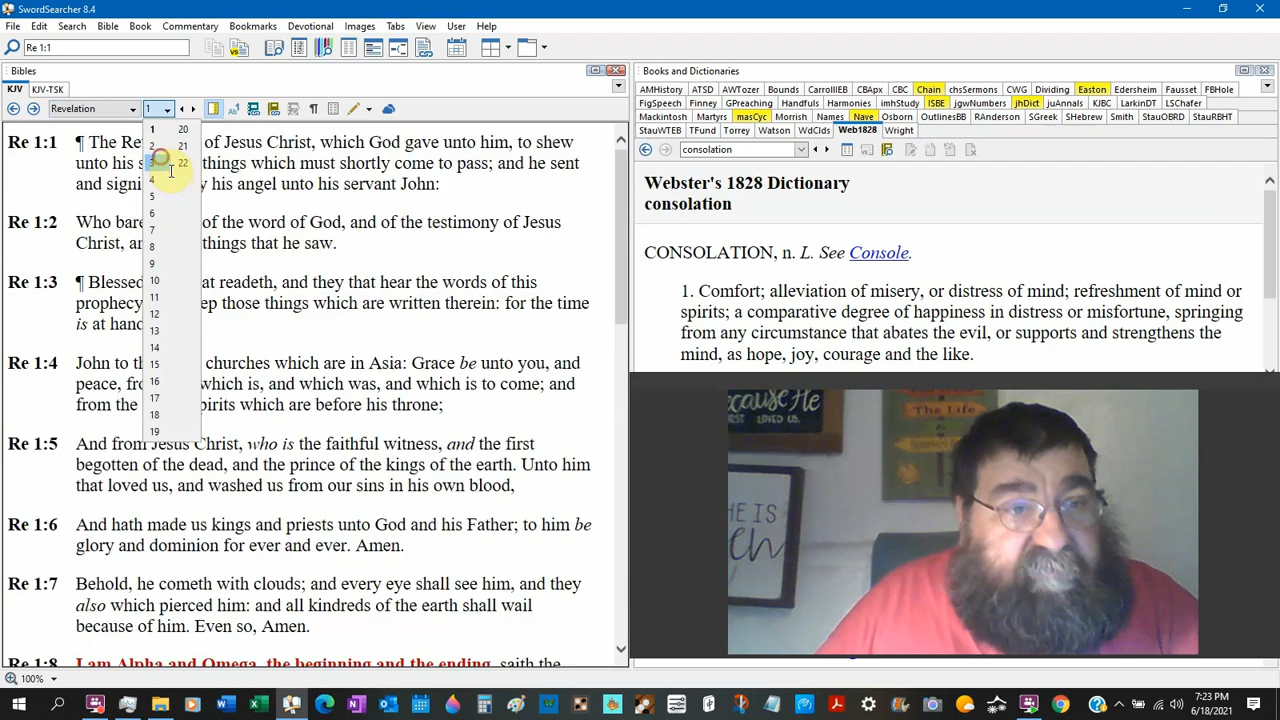 SwordSearcher 8.4
File Edit Search Bible Book Commentary Bookmarks Devotional Images Tabs View User Help
Re 1:1
Bibles
KJV KJV-TSK
Revelation 1
1 20
2 21
3 22
4
5
6
7
8
9
10
11
12
13
14
15
16
17
18
19
Re 1:1 ¶ The Re of Jesus Christ, which God gave unto him, to shew
unto his s things which must shortly come to pass; and he sent
and signi y his angel unto his servant John:
Re 1:2 Who bare of the word of God, and of the testimony of Jesus
Christ, an things that he saw.
Re 1:3 ¶ Blessed at readeth, and they that hear the words of this
prophecy ep those things which are written therein: for the time
is at hand
Re 1:4 John to th churches which are in Asia: Grace be unto you, and
peace, fro which is, and which was, and which is to come; and
from the pirits which are before his throne;
Re 1:5 And from Jesus Christ, who is the faithful witness, and the first
begotten of the dead, and the prince of the kings of the earth. Unto him
that loved us, and washed us from our sins in his own blood,
Re 1:6 And hath made us kings and priests unto God and his Father; to him be
glory and dominion for ever and ever. Amen.
Re 1:7 Behold, he cometh with clouds; and every eye shall see him, and they
also which pierced him: and all kindreds of the earth shall wail
because of him. Even so, Amen.
Re 1:8 I am Alpha and Omega, the beginning and the ending, saith the
100%
Books and Dictionaries
AMHistory ATSD AWTozer Bounds CarrollEIB CBApx CBC Chain chsSermons CWG Dividing Easton Edersheim Fausset FBHole
FigSpeech Finney GPreaching Handfuls Harmonies imhStudy ISBE jgwNumbers jhDict juAnnals KJBC LarkinDT LSChafer
Mackintosh Martyrs masCyc Morrish Names Nave Osborn OutlinesBB RAnderson SGreek SHebrew Smith StauOBRD StauRBHT
StauWTEB TFund Torrey Watson WdClds Web1828 Wright
consolation
Webster's 1828 Dictionary
consolation
CONSOLATION, n. L. See Console.
1. Comfort; alleviation of misery, or distress of mind; refreshment of mind or
spirits; a comparative degree of happiness in distress or misfortune, springing
from any circumstance that abates the evil, or supports and strengthens the
mind, as hope, joy, courage and the like.
because He
FIRST LOVED US.
The Life
HE IS
7:23 PM
6/18/2021